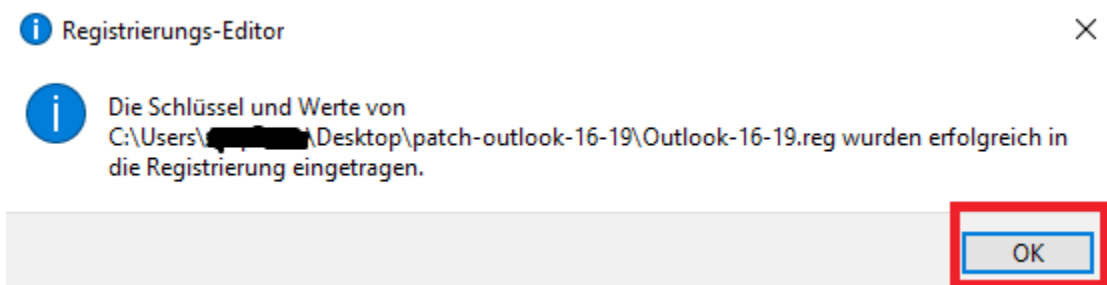 Registrierungs-Editor
Die Schlüssel und Werte von
C:\Users\ \Desktop\patch-outlook-16-19\Outlook-16-19.reg wurden erfolgreich in
die Registrierung eingetragen.
OK